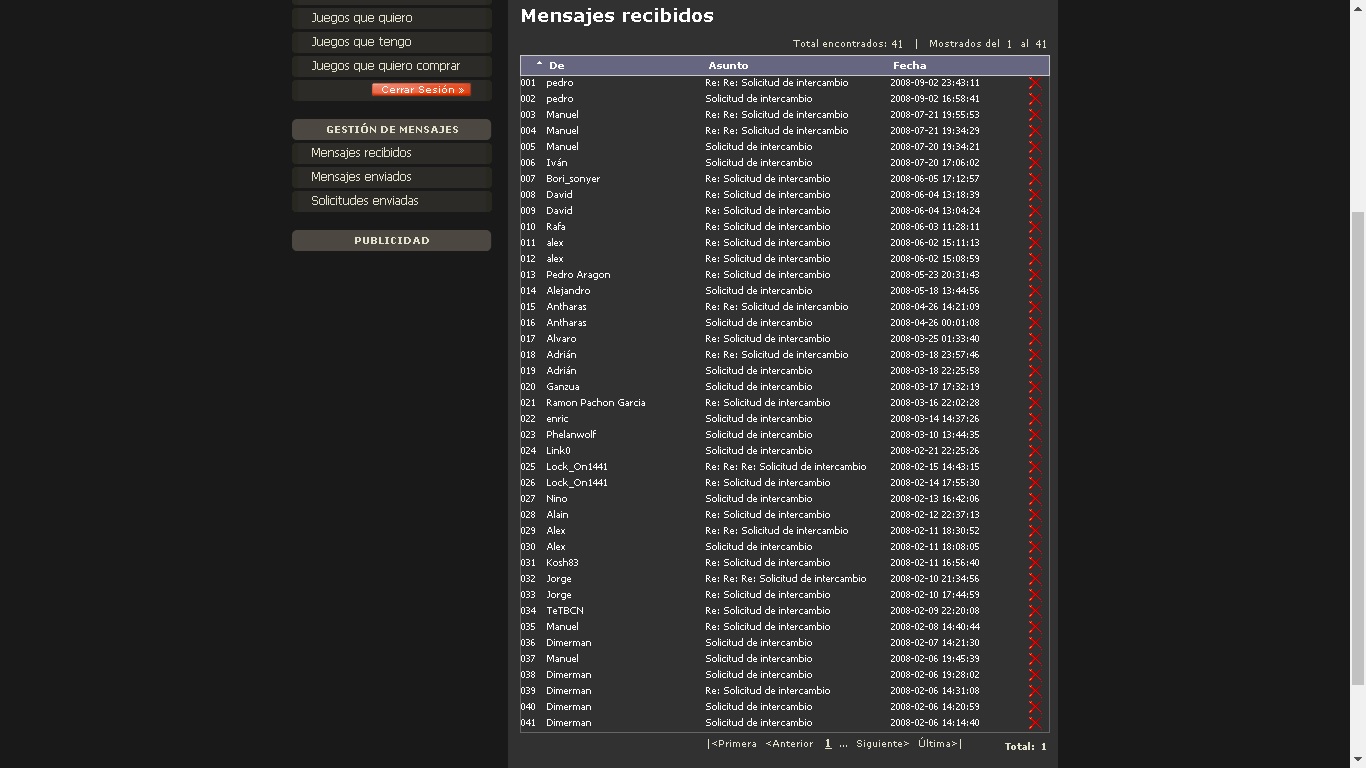 Juegos que quiero
Juegos que tengo
Juegos que quiero comprar
Cerrar Sesión »
GESTIÓN DE MENSAJES
Mensajes recibidos
Mensajes enviados
Solicitudes enviadas
PUBLICIDAD
Mensajes recibidos
Total encontrados: 41 | Mostrados del 1 al 41
De Asunto Fecha
001 pedro Re: Re: Solicitud de intercambio 2008-09-02 23:43:11
002 pedro Solicitud de intercambio 2008-09-02 16:58:41
003 Manuel Re: Re: Solicitud de intercambio 2008-07-21 19:55:53
004 Manuel Re: Re: Solicitud de intercambio 2008-07-21 19:34:29
005 Manuel Solicitud de intercambio 2008-07-20 19:34:21
006 Iván Solicitud de intercambio 2008-07-20 17:06:02
007 Bori_sonyer Re: Solicitud de intercambio 2008-06-05 17:12:57
008 David Re: Solicitud de intercambio 2008-06-04 13:18:39
009 David Re: Solicitud de intercambio 2008-06-04 13:04:24
010 Rafa Re: Solicitud de intercambio 2008-06-03 11:28:11
011 alex Re: Solicitud de intercambio 2008-06-02 15:11:13
012 alex Re: Solicitud de intercambio 2008-06-02 15:08:59
013 Pedro Aragon Re: Solicitud de intercambio 2008-05-23 20:31:43
014 Alejandro Solicitud de intercambio 2008-05-18 13:44:56
015 Antharas Re: Re: Solicitud de intercambio 2008-04-26 14:21:09
016 Antharas Solicitud de intercambio 2008-04-26 00:01:08
017 Alvaro Re: Solicitud de intercambio 2008-03-25 01:33:40
018 Adrián Re: Re: Solicitud de intercambio 2008-03-18 23:57:46
019 Adrián Solicitud de intercambio 2008-03-18 22:25:58
020 Ganzua Solicitud de intercambio 2008-03-17 17:32:19
021 Ramon Pachon Garcia Re: Solicitud de intercambio 2008-03-16 22:02:28
022 enric Solicitud de intercambio 2008-03-14 14:37:26
023 Phelanwolf Solicitud de intercambio 2008-03-10 13:44:35
024 Link0 Solicitud de intercambio 2008-02-21 22:25:26
025 Lock_On1441 Re: Re: Re: Solicitud de intercambio 2008-02-15 14:43:15
026 Lock_On1441 Re: Solicitud de intercambio 2008-02-14 17:55:30
027 Nino Solicitud de intercambio 2008-02-13 16:42:06
028 Alain Re: Solicitud de intercambio 2008-02-12 22:37:13
029 Alex Re: Re: Solicitud de intercambio 2008-02-11 18:30:52
030 Alex Solicitud de intercambio 2008-02-11 18:08:05
031 Kosh83 Re: Solicitud de intercambio 2008-02-11 16:56:40
032 Jorge Re: Re: Re: Solicitud de intercambio 2008-02-10 21:34:56
033 Jorge Re: Solicitud de intercambio 2008-02-10 17:44:59
034 TeTBCN Re: Solicitud de intercambio 2008-02-09 22:20:08
035 Manuel Re: Solicitud de intercambio 2008-02-08 14:40:44
036 Dimerman Solicitud de intercambio 2008-02-07 14:21:30
037 Manuel Solicitud de intercambio 2008-02-06 19:45:39
038 Dimerman Solicitud de intercambio 2008-02-06 19:28:02
039 Dimerman Re: Solicitud de intercambio 2008-02-06 14:31:08
040 Dimerman Solicitud de intercambio 2008-02-06 14:20:59
041 Dimerman Solicitud de intercambio 2008-02-06 14:14:40
|<Primera <Anterior 1 ... Siguiente> Última>| Total: 1